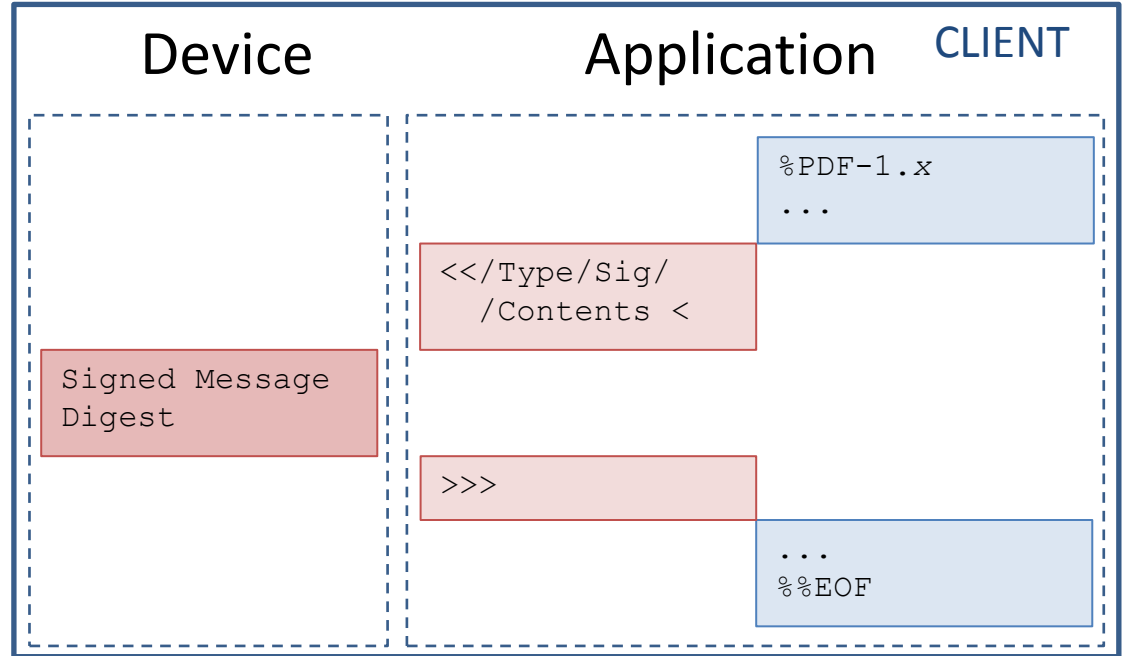 Device
Application
CLIENT
%PDF-1.x
...
<</Type/Sig/
/Contents <
Signed Message
Digest
>>>
...
%%EOF